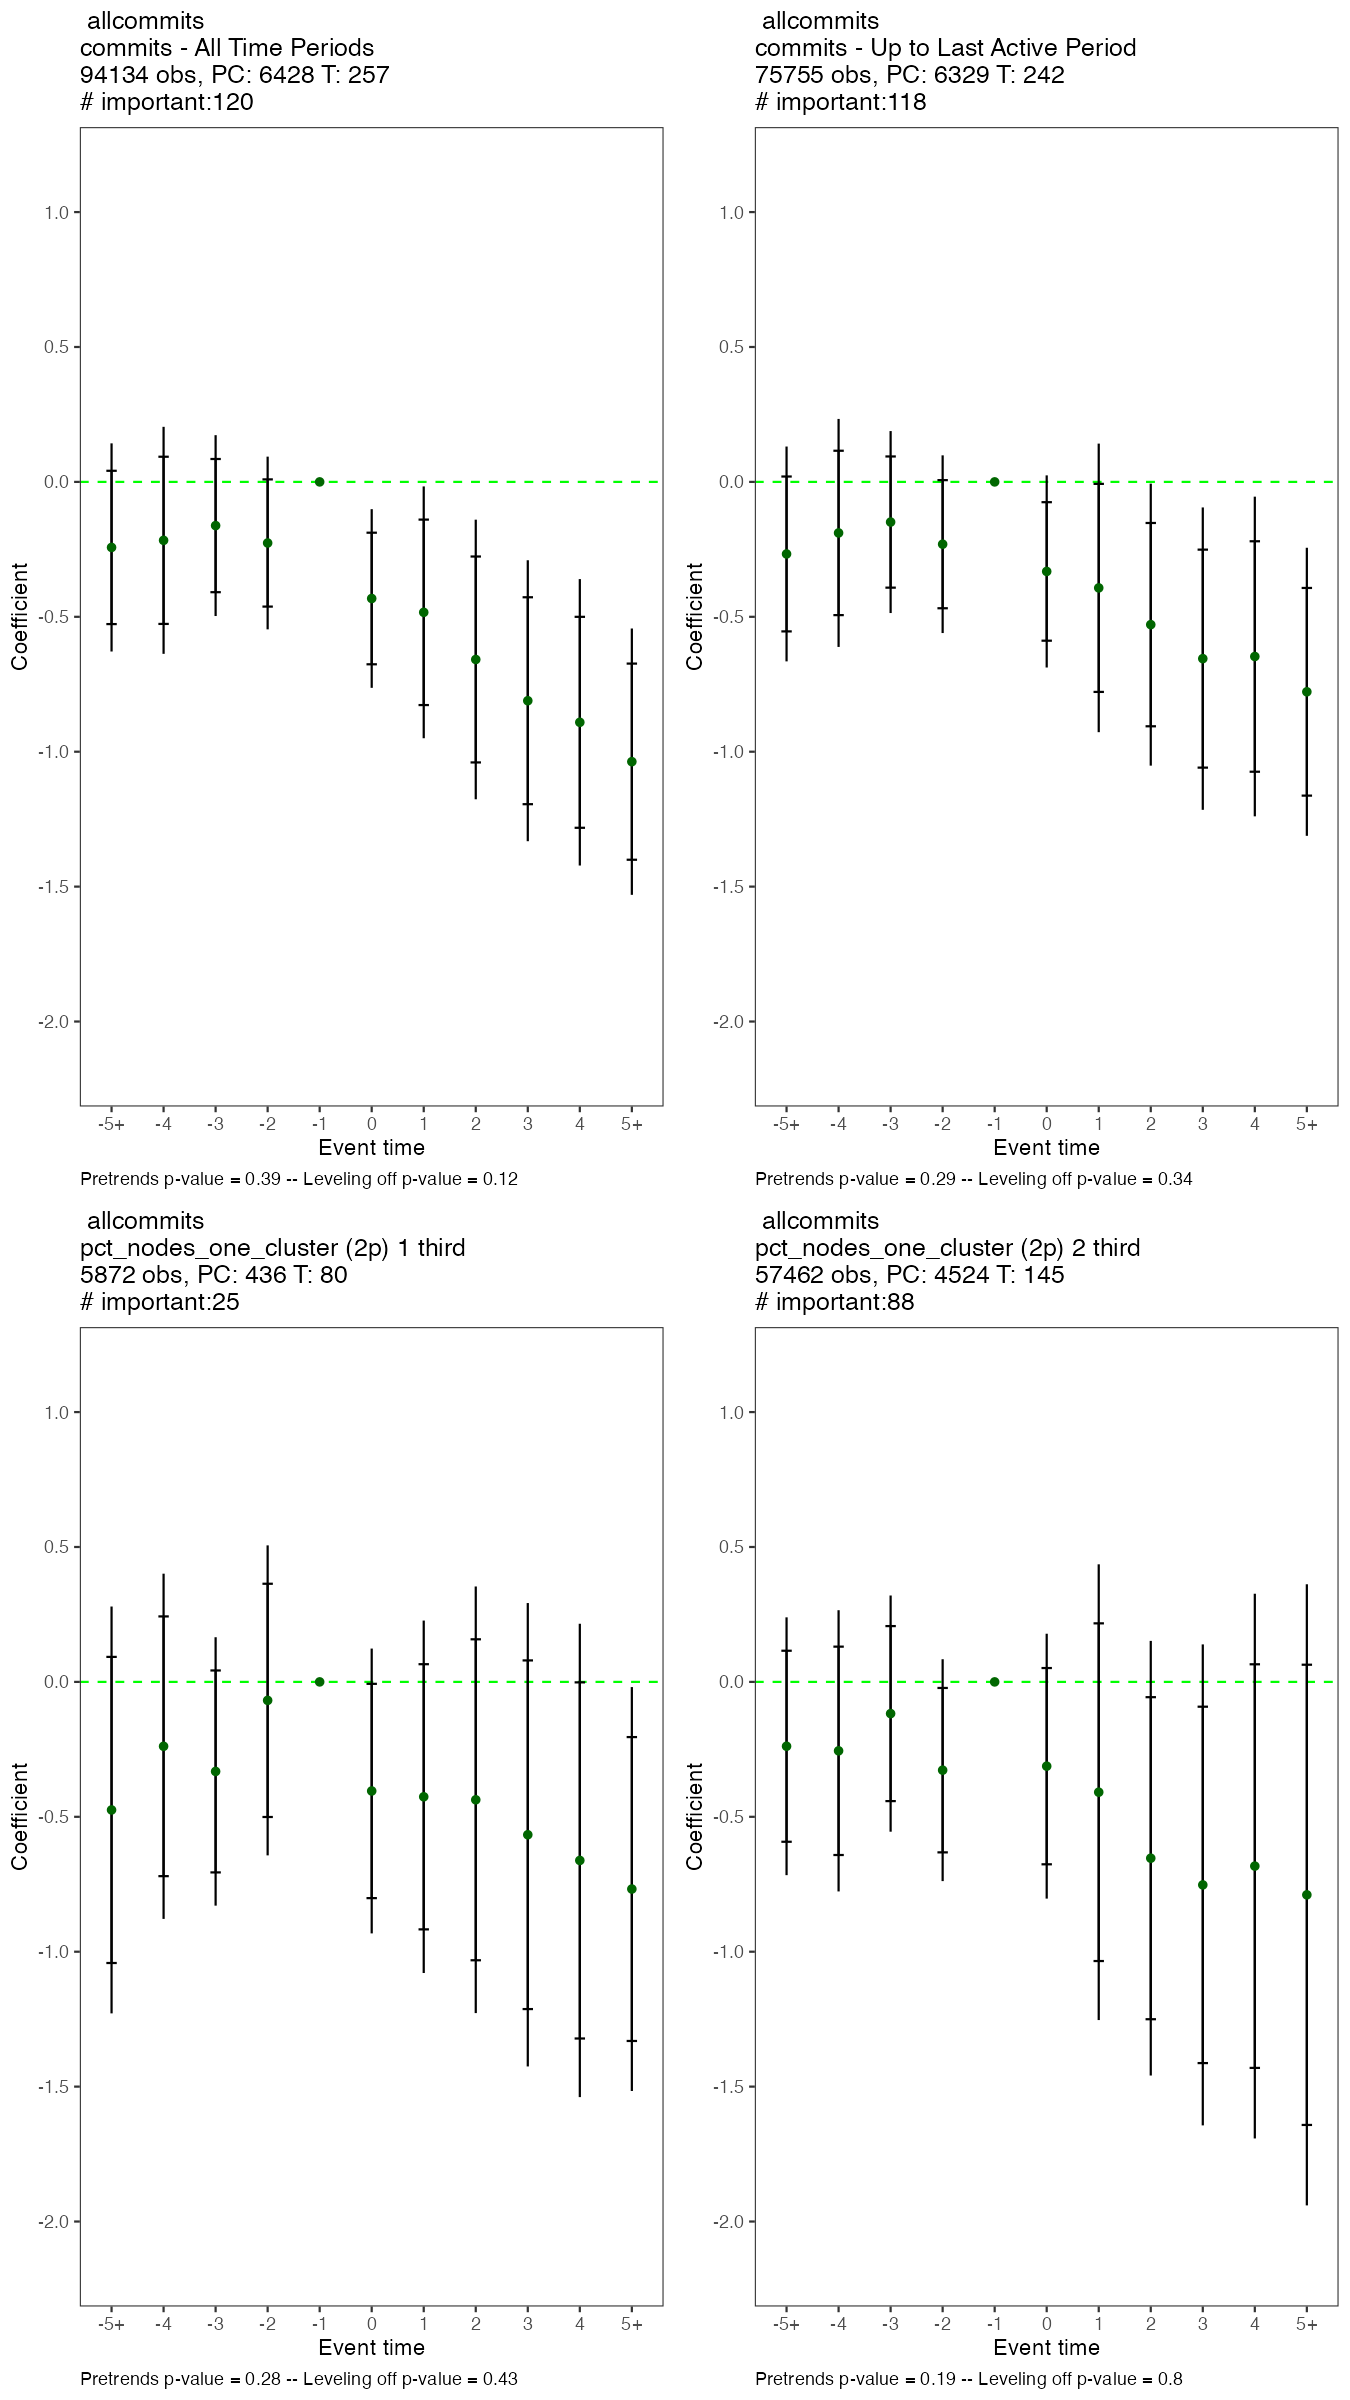 allcommits
commits - All Time Periods
94134 obs, PC: 6428 T: 257
# important:120
1.0
0.5
0.0
-0.5
-1.0
-1.5
-2.0
Coefficient
-5+ -4 -3 -2 -1 0 1 2 3 4 5+
Event time
Pretrends p-value = 0.39 -- Leveling off p-value = 0.12
allcommits
commits - Up to Last Active Period
75755 obs, PC: 6329 T: 242
# important:118
1.0
0.5
0.0
-0.5
-1.0
-1.5
-2.0
Coefficient
-5+ -4 -3 -2 -1 0 1 2 3 4 5+
Event time
Pretrends p-value = 0.29 -- Leveling off p-value = 0.34
allcommits
pct_nodes_one_cluster (2p) 1 third
5872 obs, PC: 436 T: 80
# important:25
1.0
0.5
0.0
-0.5
-1.0
-1.5
-2.0
Coefficient
-5+ -4 -3 -2 -1 0 1 2 3 4 5+
Event time
Pretrends p-value = 0.28 -- Leveling off p-value = 0.43
allcommits
pct_nodes_one_cluster (2p) 2 third
57462 obs, PC: 4524 T: 145
# important:88
1.0
0.5
0.0
-0.5
-1.0
-1.5
-2.0
Coefficient
-5+ -4 -3 -2 -1 0 1 2 3 4 5+
Event time
Pretrends p-value = 0.19 -- Leveling off p-value = 0.8